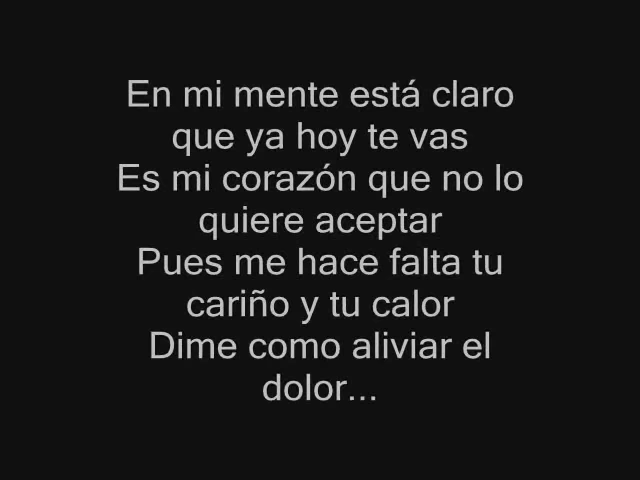 En mi mente está claro
que ya hoy te vas
Es mi corazón que no lo
quiere aceptar
Pues me hace falta tu
cariño y tu calor
Dime como aliviar el
dolor...